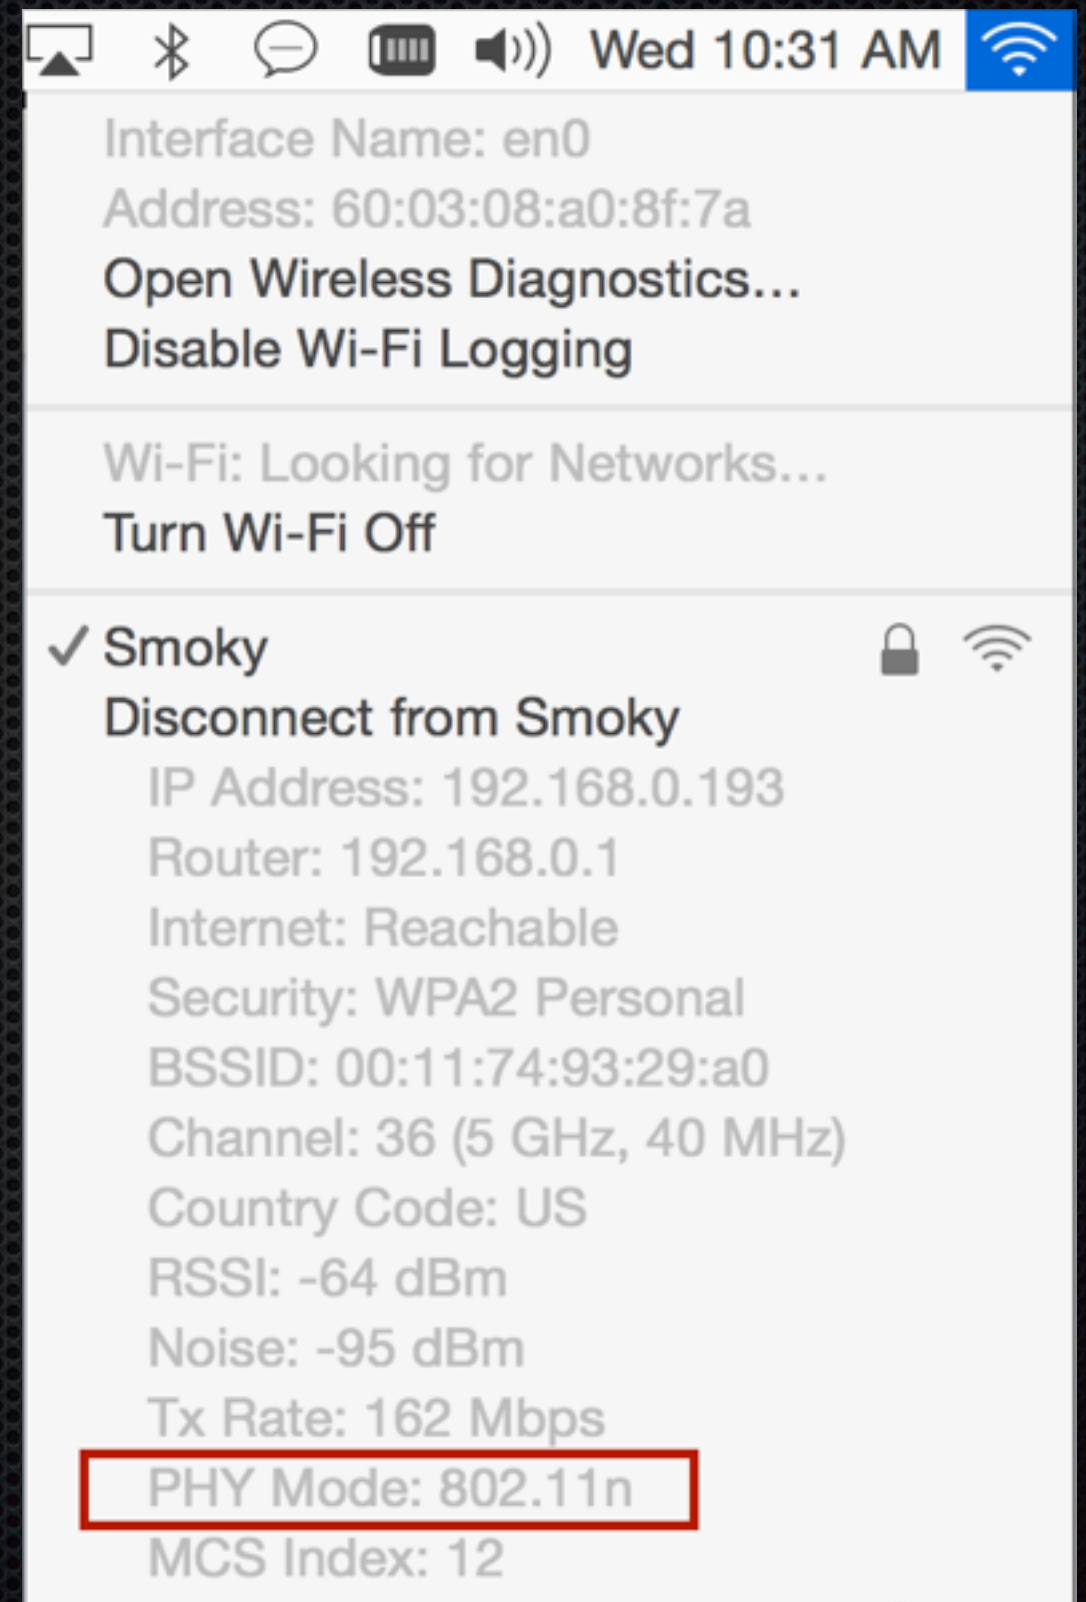 Wed 10:31 AM
Interface Name: en0
Address: 60:03:08:a0:8f:7a
Open Wireless Diagnostics...
Disable Wi-Fi Logging
Wi-Fi: Looking for Networks...
Turn Wi-Fi Off
Smoky
Disconnect from Smoky
IP Address: 192.168.0.193
Router: 192.168.0.1
Internet: Reachable
Security: WPA2 Personal
BSSID: 00:11:74:93:29:a0
Channel: 36 (5 GHz, 40 MHz)
Country Code: US
RSSI: -64 dBm
Noise: -95 dBm
Tx Rate: 162 Mbps
PHY Mode: 802.11n
MCS Index: 12